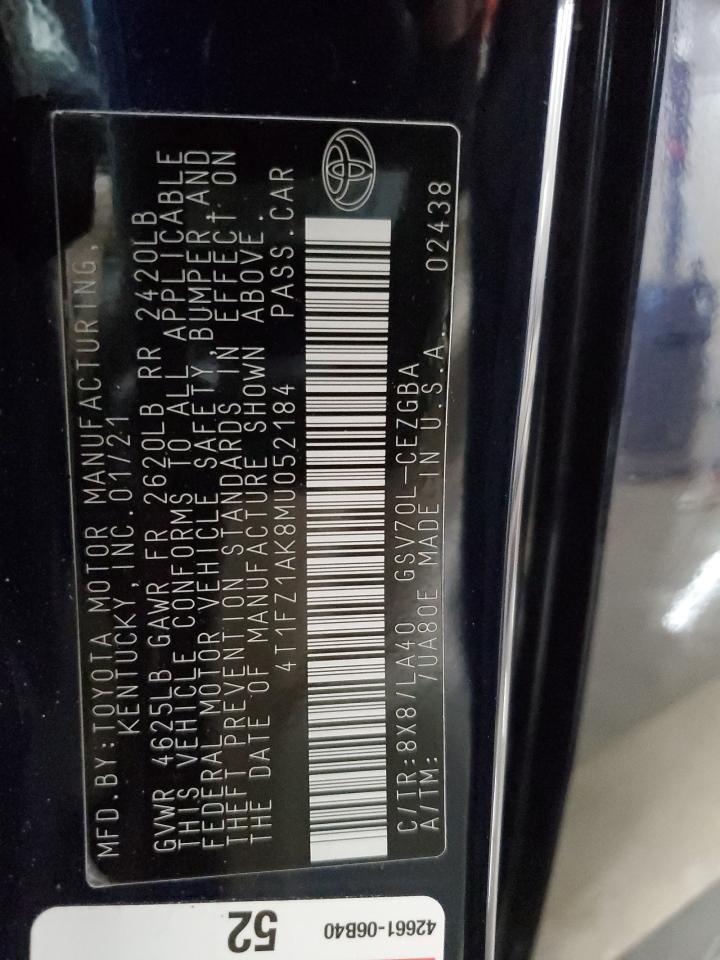 MFD. BY: TOYOTA MOTOR MANUFACTURING,
KENTUCKY, INC. 01/21
GVWR 4625LB GAWR FR 2620LB RR 2420LB
THIS VEHICLE CONFORMS TO ALL APPLICABLE
FEDERAL MOTOR VEHICLE SAFETY, BUMPER, AND
THEFT PREVENTION STANDARDS IN EFFECT ON
THE DATE OF MANUFACTURE SHOWN ABOVE.
4T1FZ1AK8MU052184 PASS. CAR
C/TR: 8X8/LA40 GSV70L-CEZGBA
A/TM: /UA80E MADE IN U.S.A. 02438
52
42661-06B40